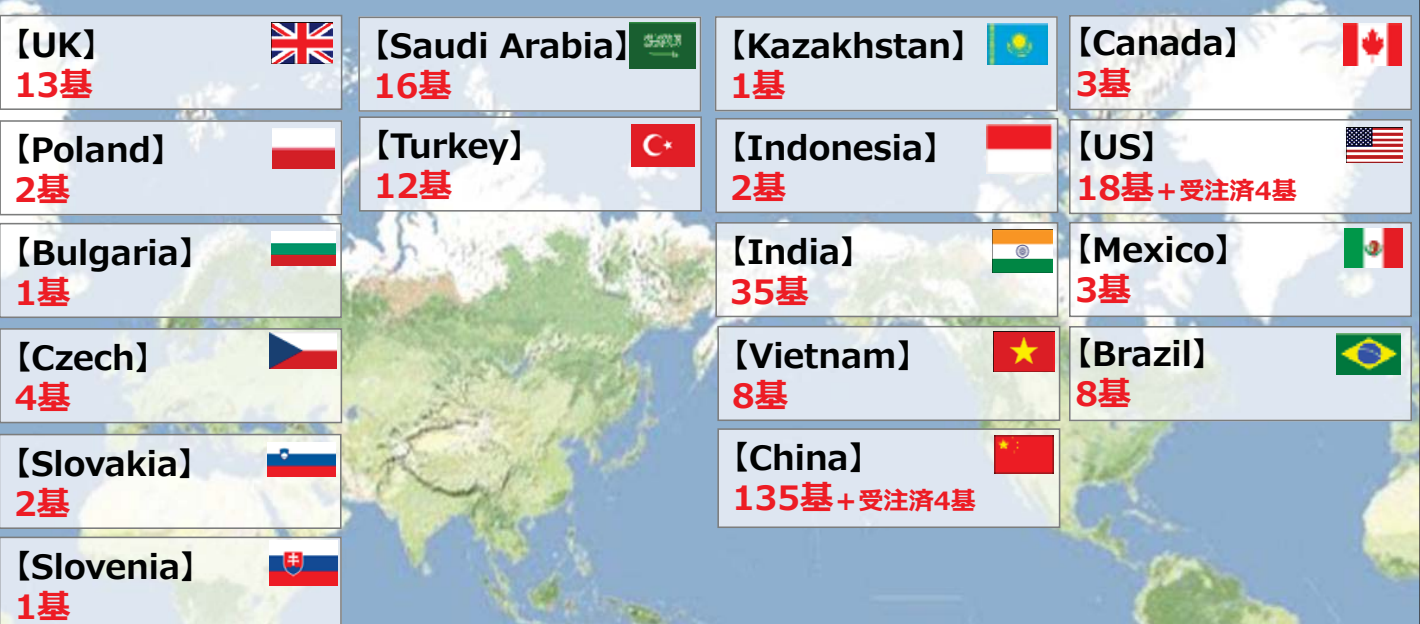 【UK】
13基
【Poland】
2基
【Bulgaria】
1基
【Czech】
4基
【Slovakia】
2基
【Slovenia】
1基
【Saudi Arabia】
16基
【Turkey】
12基
【Kazakhstan】
1基
【Indonesia】
2基
【India】
35基
【Vietnam】
8基
【China】
135基+受注済4基
【Canada】
3基
【US】
18基+受注済4基
【Mexico】
3基
【Brazil】
8基